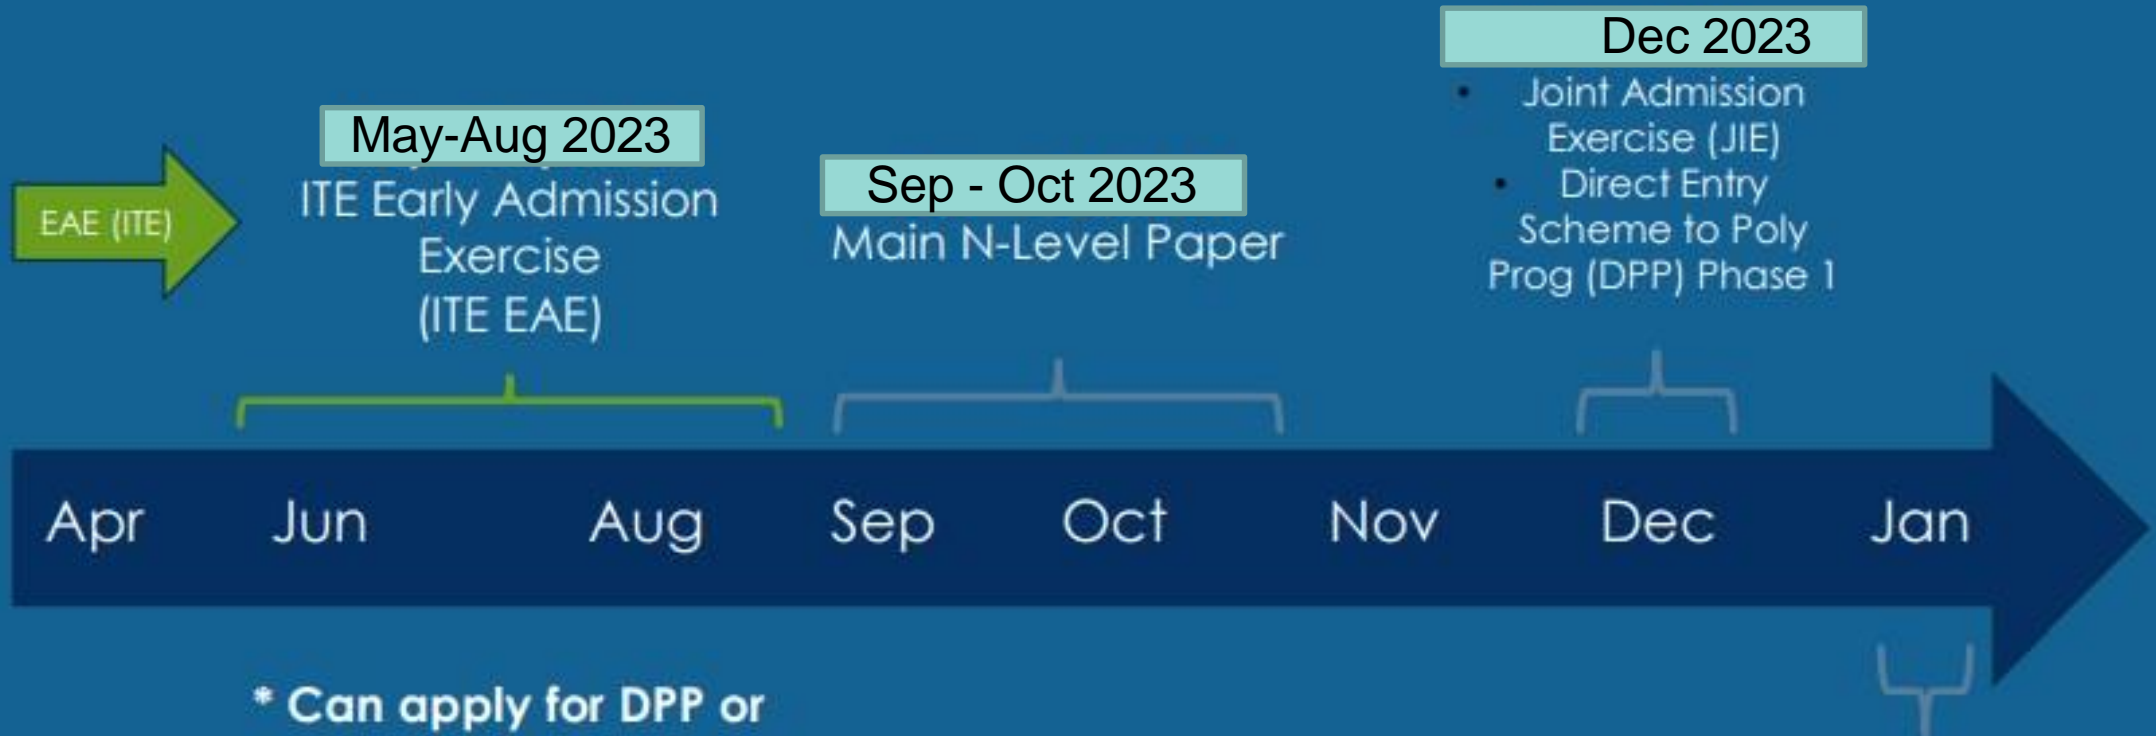 Dec 2023
• Joint Admission
Exercise (JIE)
• Direct Entry
Scheme to Poly
Prog (DPP) Phase 1
May-Aug 2023
ITE Early Admission
Exercise
(ITE EAE)
Sep - Oct 2023
Main N-Level Paper
EAE (ITE)
Apr Jun Aug Sep Oct Nov Dec Jan
* Can apply for DPP or